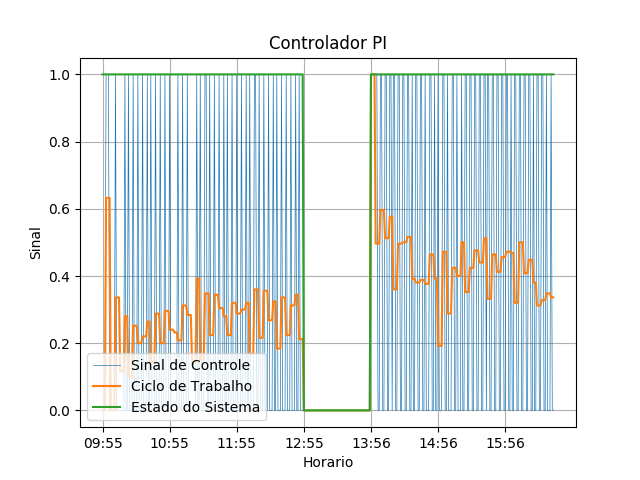 Controlador PI
Sinal
1.0
0.8
0.6
0.4
0.2
0.0
Sinal de Controle
Ciclo de Trabalho
Estado do Sistema
09:55 10:55 11:55 12:55 13:56 14:56 15:56
Horario